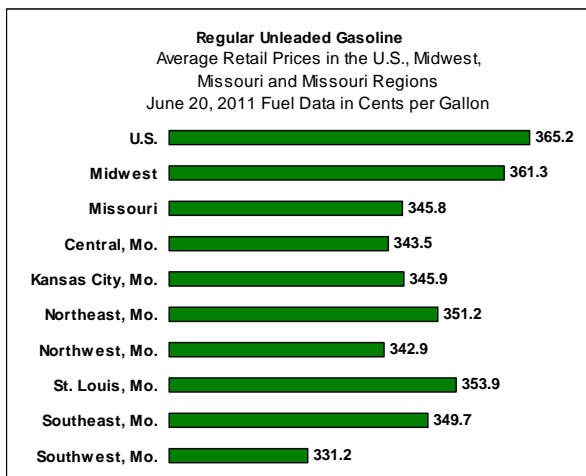 Regular Unleaded Gasoline
Average Retail Prices in the U.S., Midwest,
Missouri and Missouri Regions
June 20, 2011 Fuel Data in Cents per Gallon
U.S. 365.2
Midwest 361.3
Missouri 345.8
Central, Mo. 343.5
Kansas City, Mo. 345.9
Northeast, Mo. 351.2
Northwest, Mo. 342.9
St. Louis, Mo. 353.9
Southeast, Mo. 349.7
Southwest, Mo. 331.2